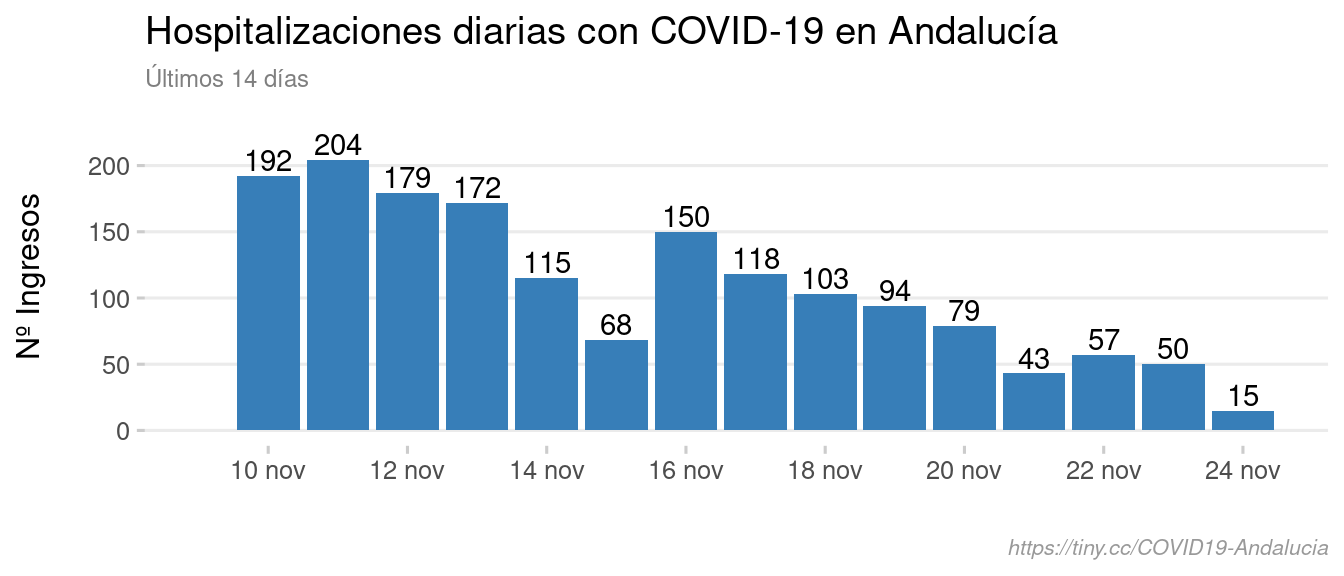 Hospitalizaciones diarias con COVID-19 en Andalucía
Últimos 14 días
Nº Ingresos
200
150
100
50
0
192
204
179
172
115
68
150
118
103
94
79
43
57
50
15
10 nov
12 nov
14 nov
16 nov
18 nov
20 nov
22 nov
24 nov
https://tiny.cc/COVID19-Andalucia